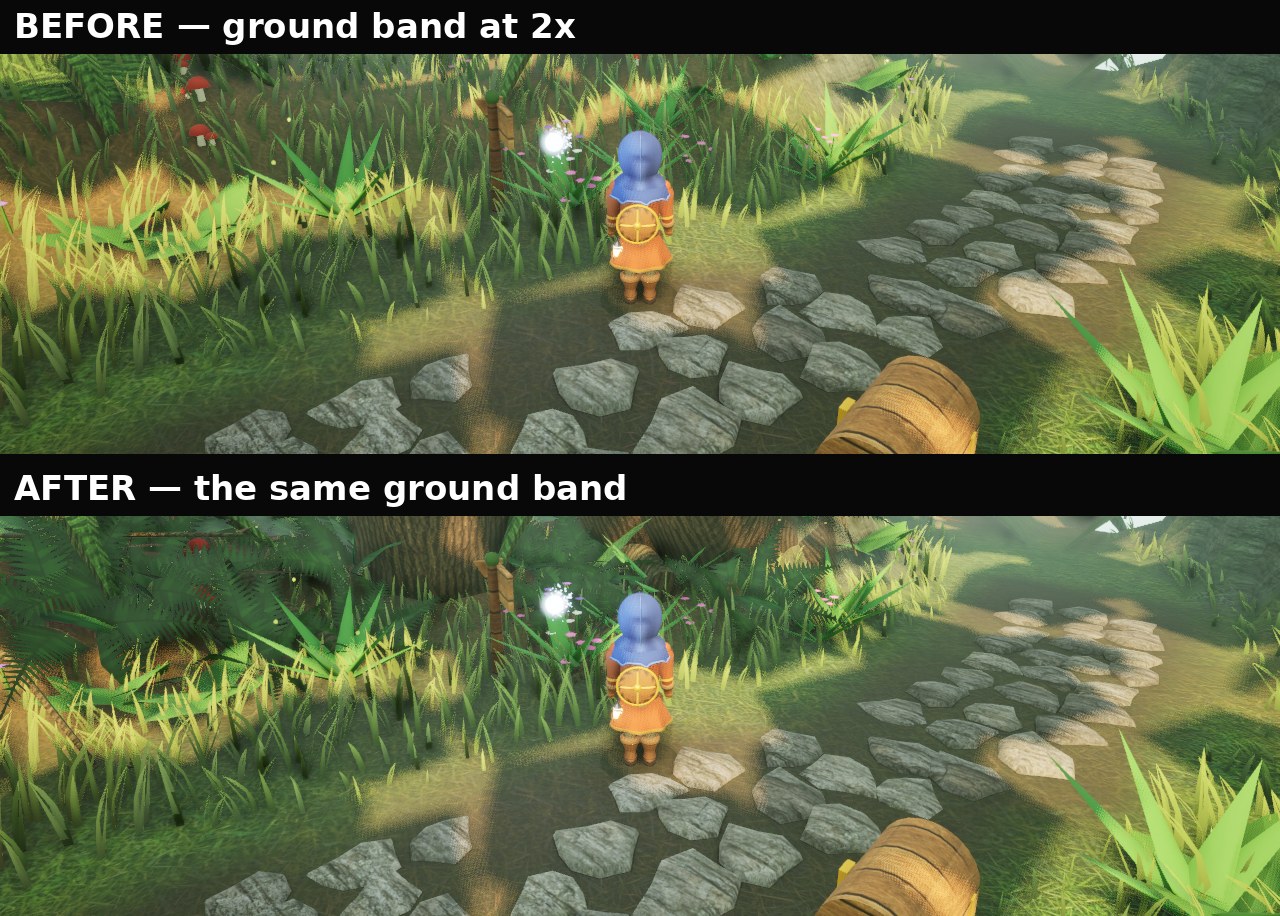 BEFORE — ground band at 2x
AFTER — the same ground band